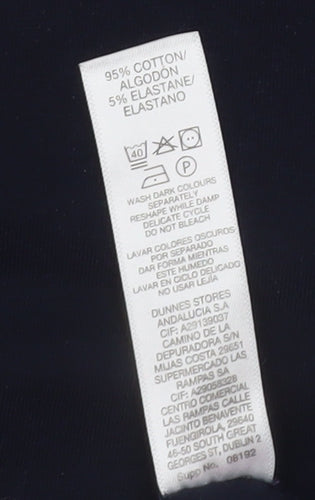 95% COTTON/
ALGODÓN
5% ELASTANE/
ELASTANO
40
P
WASH DARK COLOURS
SEPARATELY
RESHAPE WHILE DAMP
DELICATE CYCLE
DO NOT BLEACH
LAVAR COLORES OSCUROS
POR SEPARADO
DAR FORMA MIENTRAS
ESTE HUMEDO
LAVAR EN CICLO DELICADO
NO USAR LEJÍA
DUNNES STORES
ANDALUCIA S.A
CIF: A29139037
CAMINO DE LA
DEPURADORA S/N
MIJAS COSTA 29651
SUPERMERCADO LAS
RAMPAS SA
CIF: A29058328
CENTRO COMERCIAL
LAS RAMPAS CALLE
JACINTO BENAVENTE
FUENGIROLA, 29640
46-50 SOUTH GREAT
GEORGES ST, DUBLIN 2
Supp No. 08192